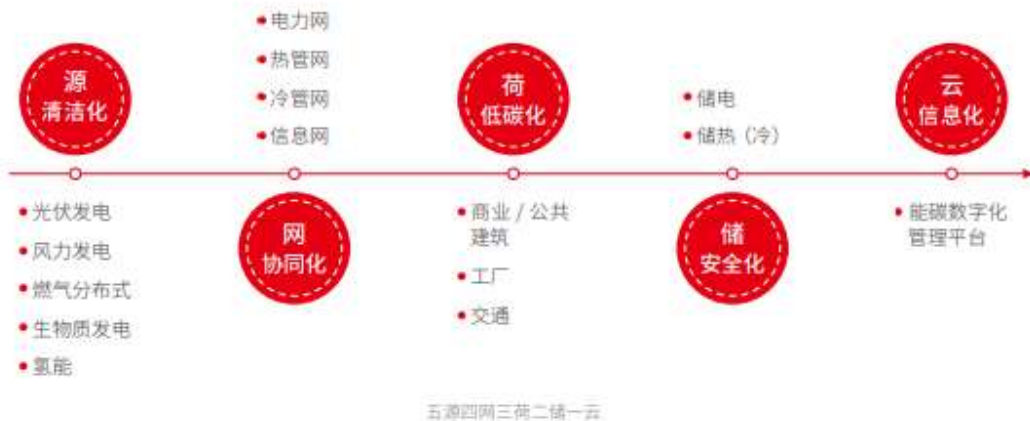 源
清洁化
• 光伏发电
• 风力发电
• 燃气分布式
• 生物质发电
• 氢能
• 电力网
• 热管网
• 冷管网
• 信息网
网
协同化
荷
低碳化
• 商业 / 公共
建筑
• 工厂
• 交通
• 储电
• 储热（冷）
储
安全化
云
信息化
• 能碳数字化
管理平台
五源四网三荷二储一云